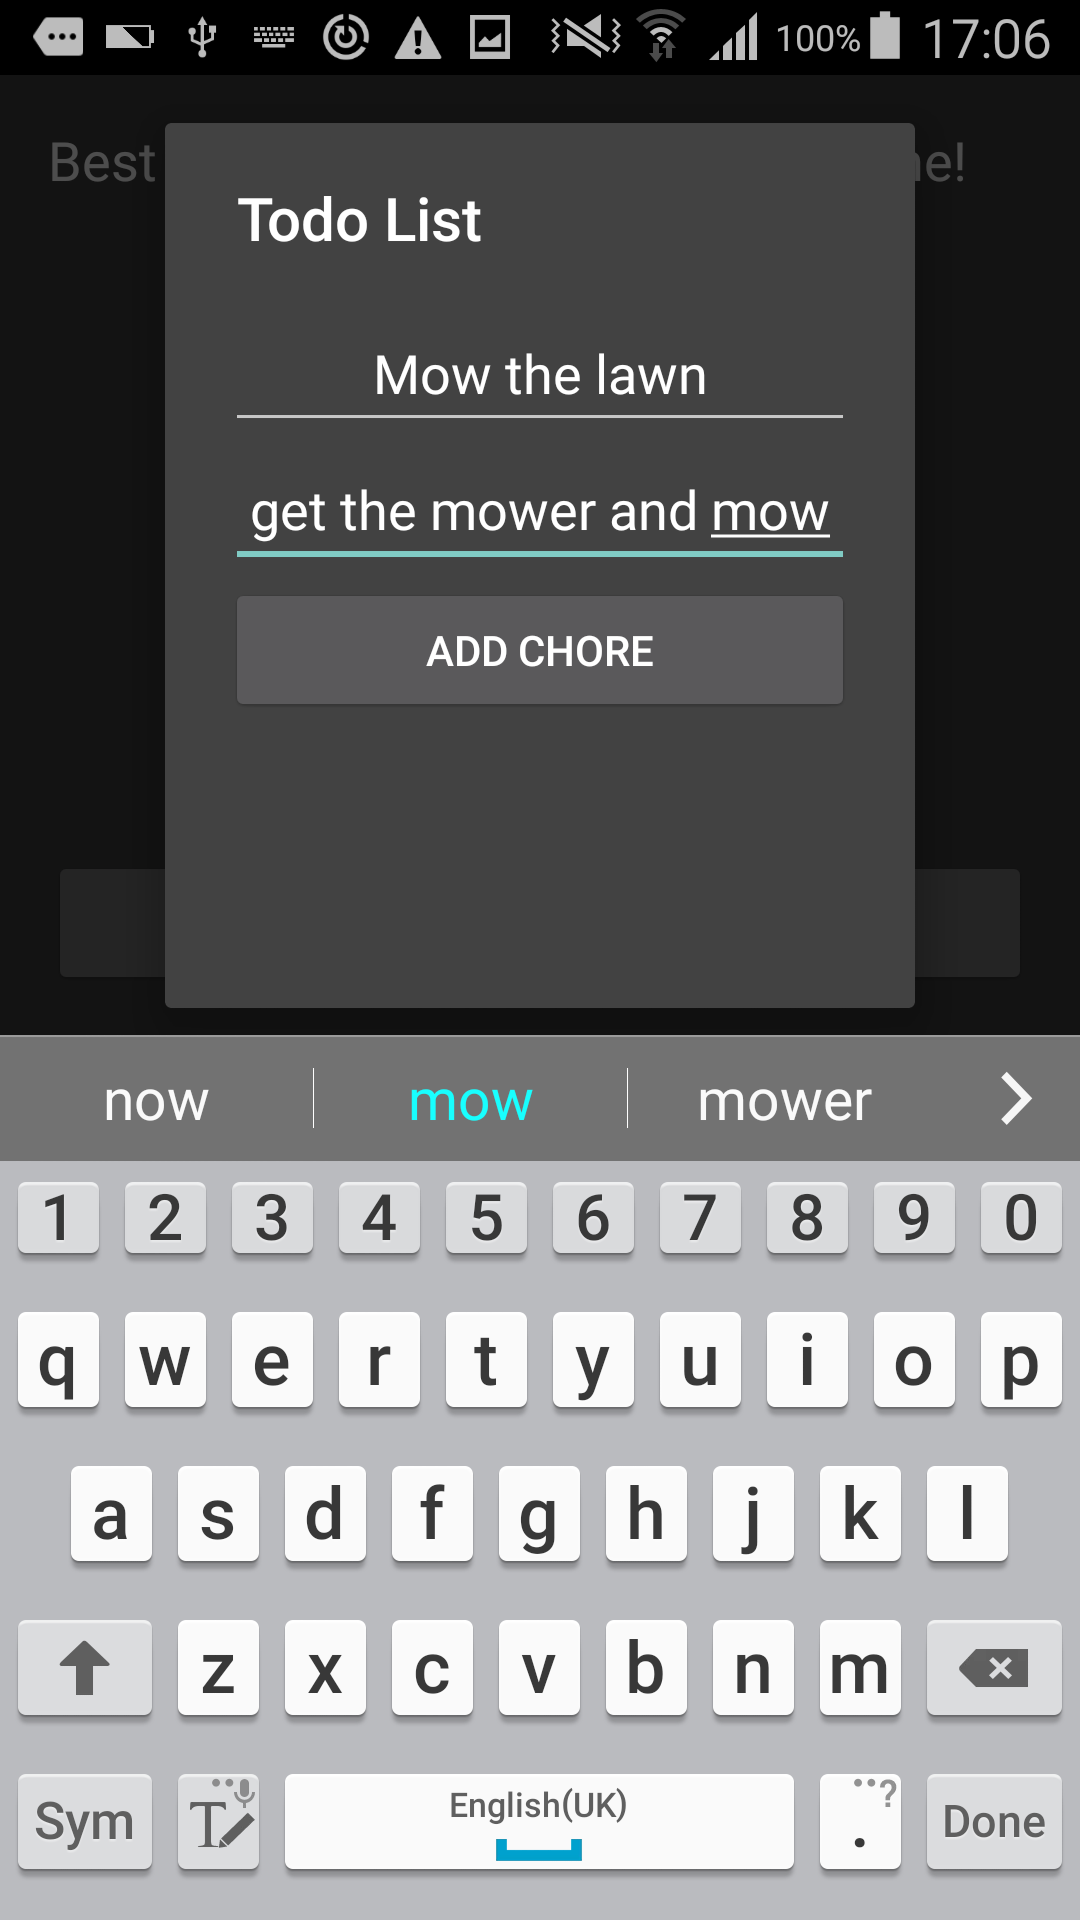 100% 17:06
Best ne!
Todo List
Mow the lawn
get the mower and mow
ADD CHORE
now mow mower
1 2 3 4 5 6 7 8 9 0
q w e r t y u i o p
a s d f g h j k l
z x c v b n m
Sym T English(UK) . ? Done